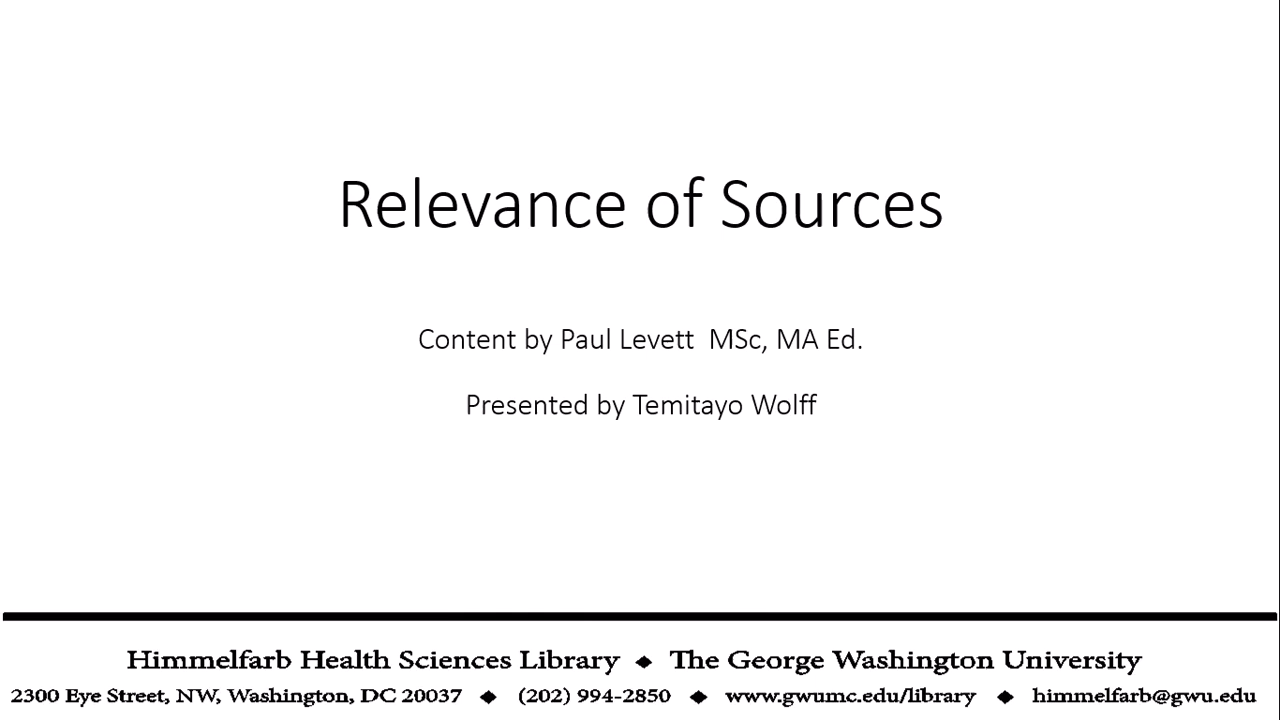 Relevance of Sources
Content by Paul Levett  MSc, MA Ed.
Presented by Temitayo Wolff
Himmelfarb Health Sciences Library ◆ The George Washington University
2300 Eye Street, NW, Washington, DC 20037 ◆ (202) 994-2850 ◆ www.gwumc.edu/library ◆ himmelfarb@gwu.edu